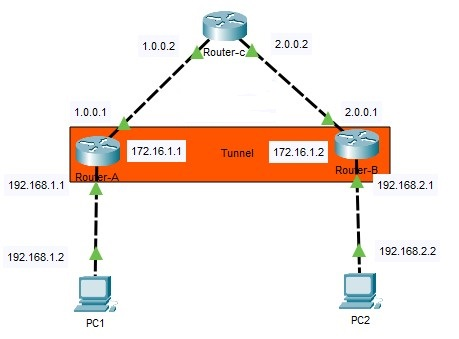 1.0.0.2
Router-c
2.0.0.2
1.0.0.1
2.0.0.1
172.16.1.1
Tunnel
172.16.1.2
Router-A
Router-B
192.168.1.1
192.168.2.1
192.168.1.2
192.168.2.2
PC1
PC2